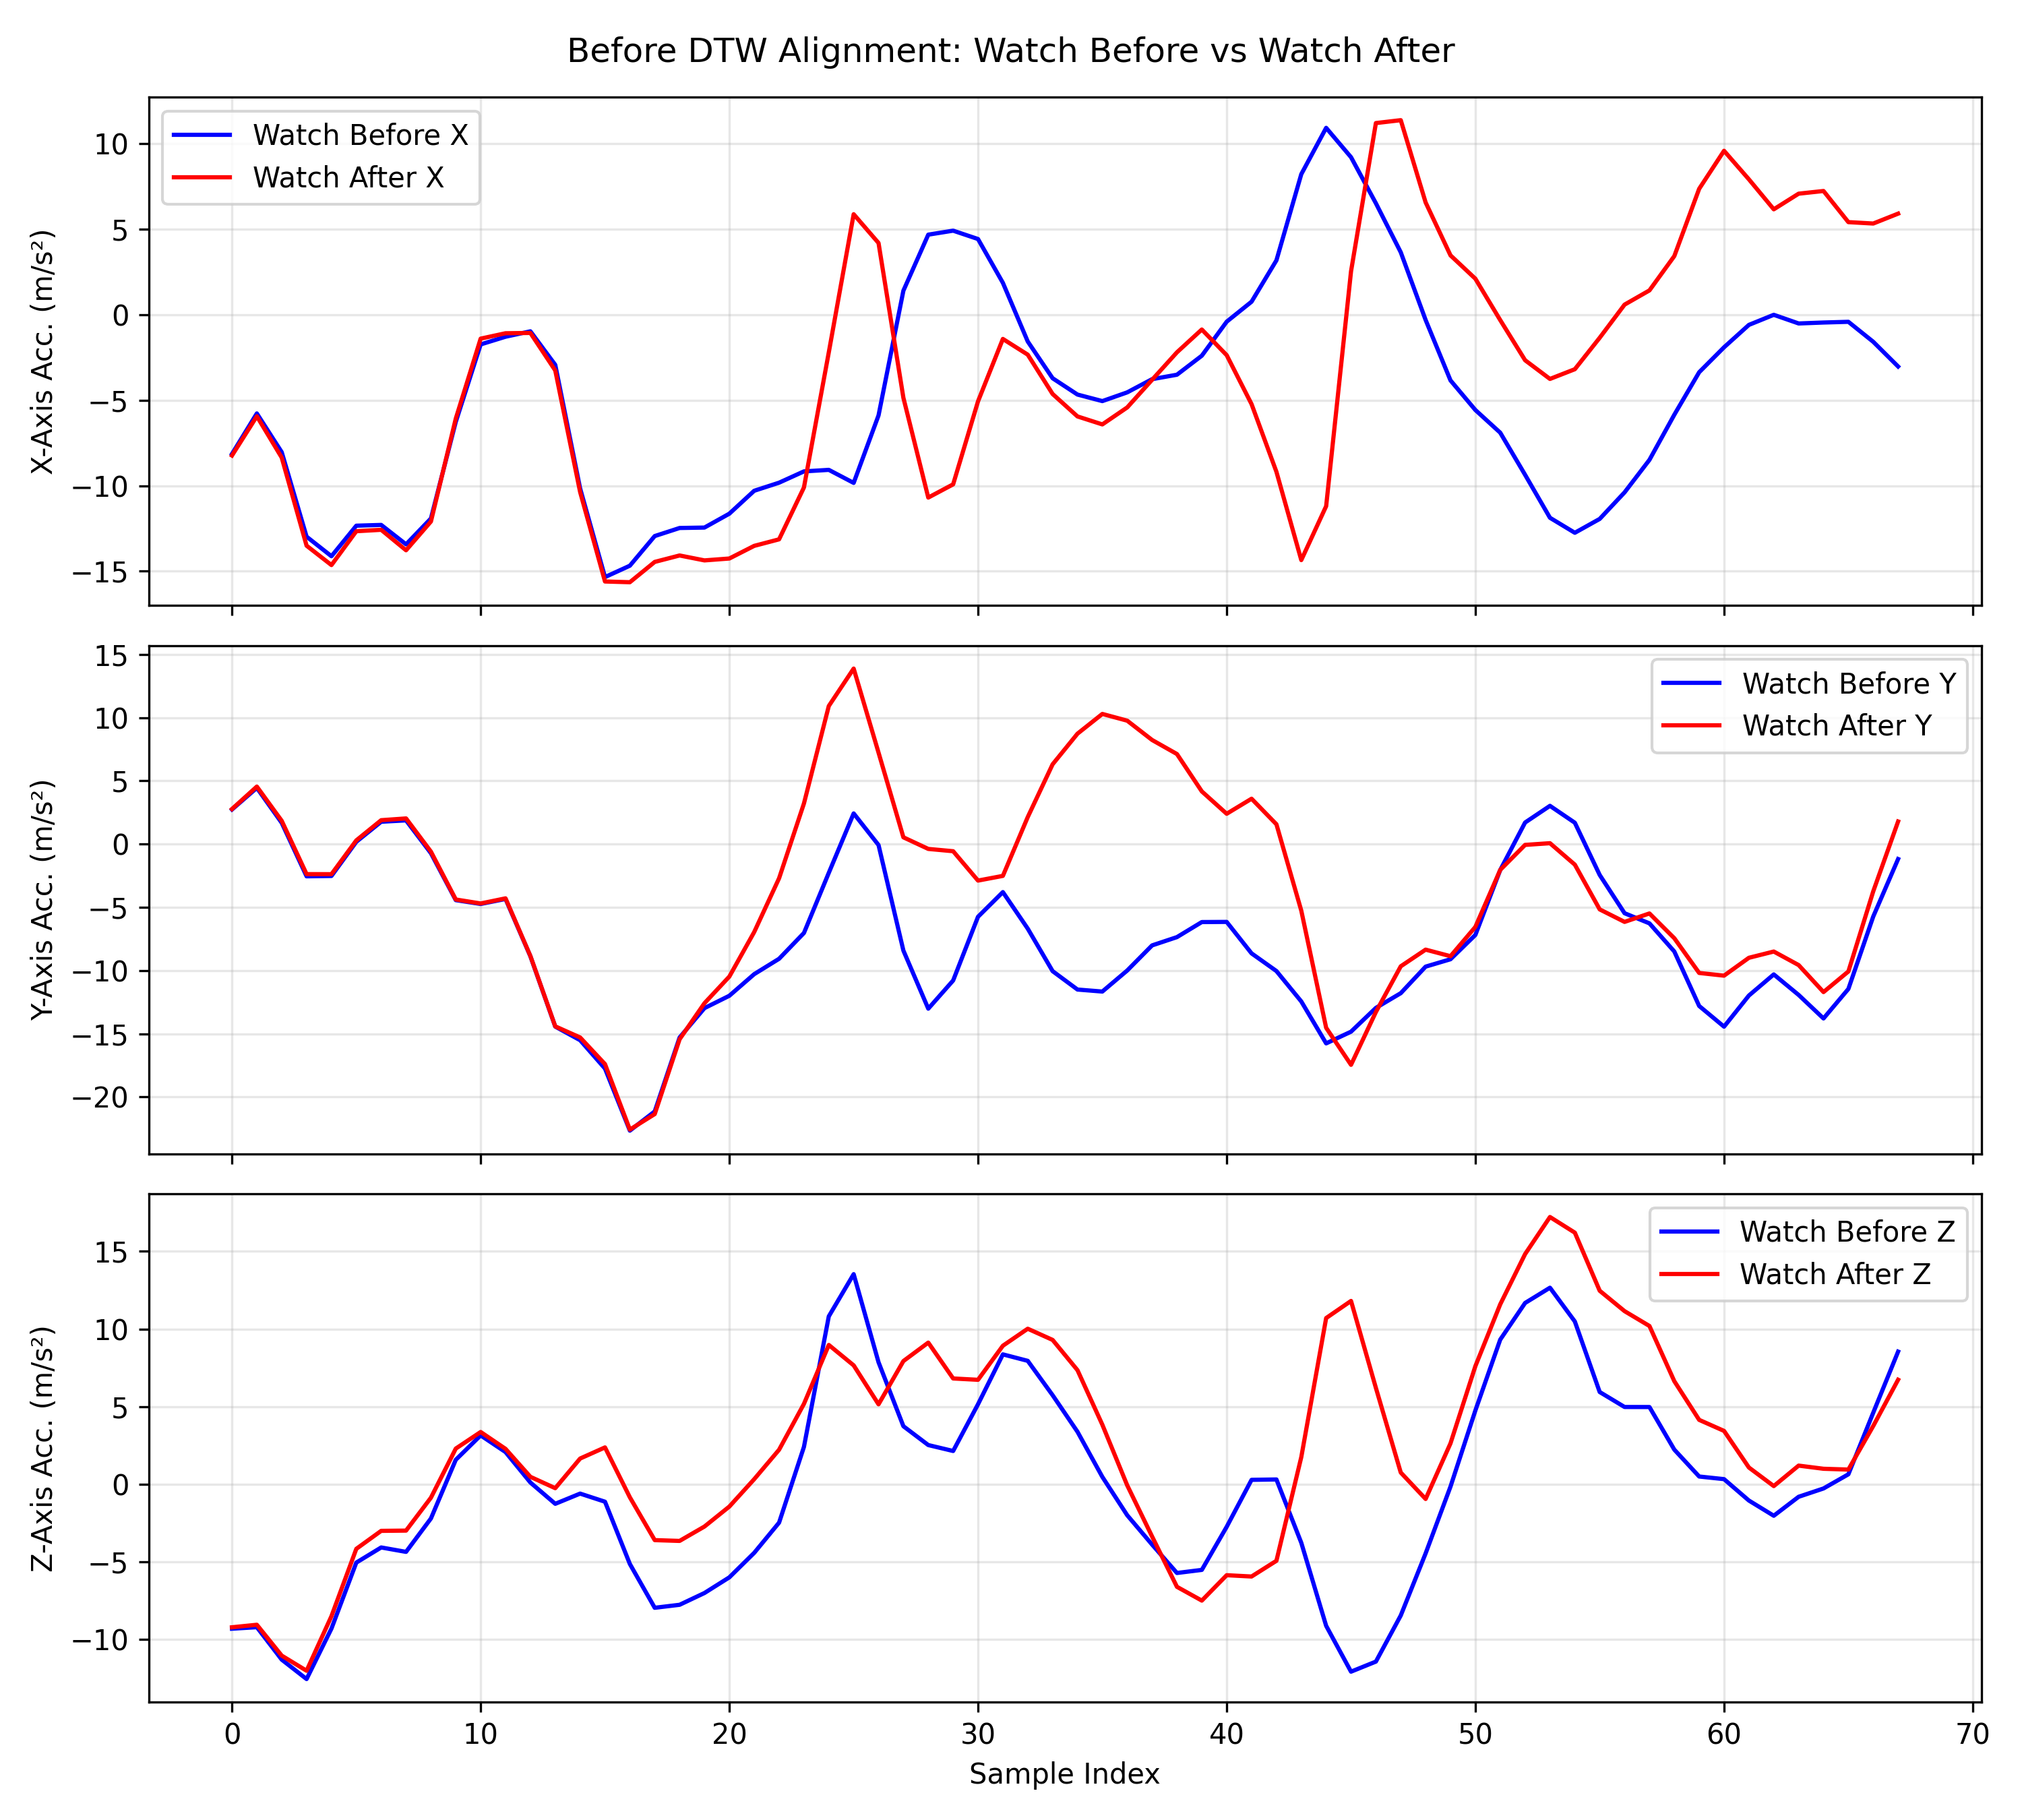 Before DTW Alignment: Watch Before vs Watch After
Watch Before X
Watch After X
10
5
0
−5
−10
−15
X-Axis Acc. (m/s²)
Watch Before Y
Watch After Y
15
10
5
0
−5
−10
−15
−20
Y-Axis Acc. (m/s²)
Watch Before Z
Watch After Z
15
10
5
0
−5
−10
Z-Axis Acc. (m/s²)
0 10 20 30 40 50 60 70
Sample Index